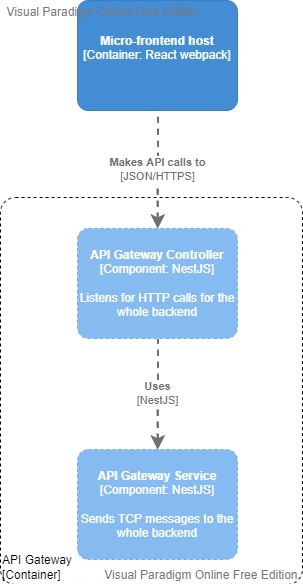 Visual Paradigm Online Free Edition
Micro-frontend host
[Container: React webpack]
Makes API calls to
[JSON/HTTPS]
API Gateway Controller
[Component: NestJS]
Listens for HTTP calls for the
whole backend
Uses
[NestJS]
API Gateway Service
[Component: NestJS]
Sends TCP messages to the
whole backend
API Gateway
[Container]
Visual Paradigm Online Free Edition